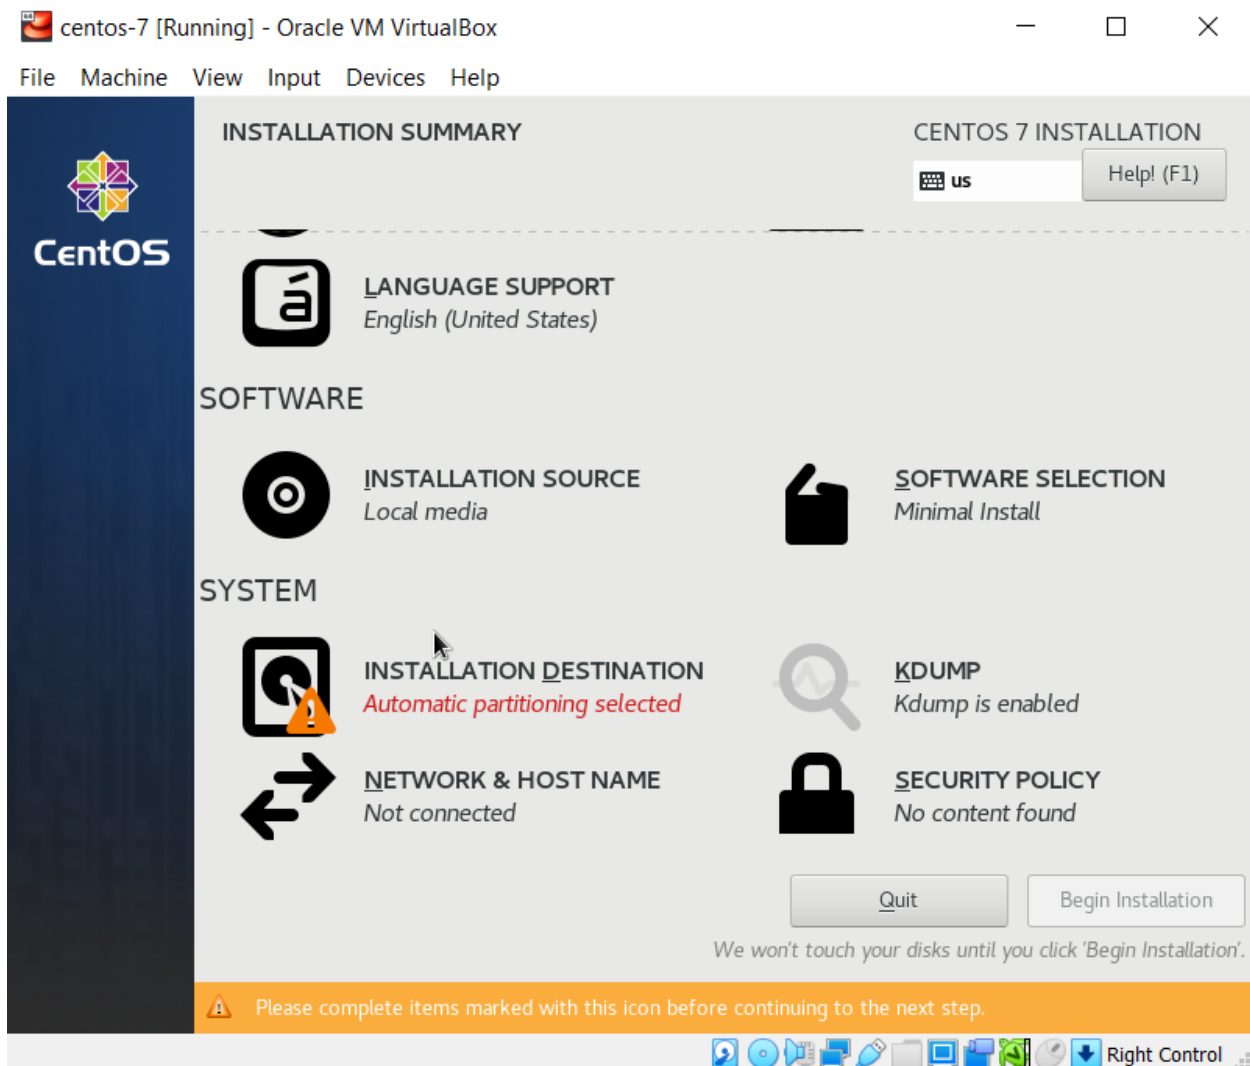 centos-7 [Running] - Oracle VM VirtualBox
File Machine View Input Devices Help
INSTALLATION SUMMARY
CENTOS 7 INSTALLATION
us
Help! (F1)
CentOS
á
LANGUAGE SUPPORT
English (United States)
SOFTWARE
INSTALLATION SOURCE
Local media
SOFTWARE SELECTION
Minimal Install
SYSTEM
INSTALLATION DESTINATION
Automatic partitioning selected
KDUMP
Kdump is enabled
NETWORK & HOST NAME
Not connected
SECURITY POLICY
No content found
Quit
Begin Installation
We won't touch your disks until you click 'Begin Installation'.
Please complete items marked with this icon before continuing to the next step.
Right Control